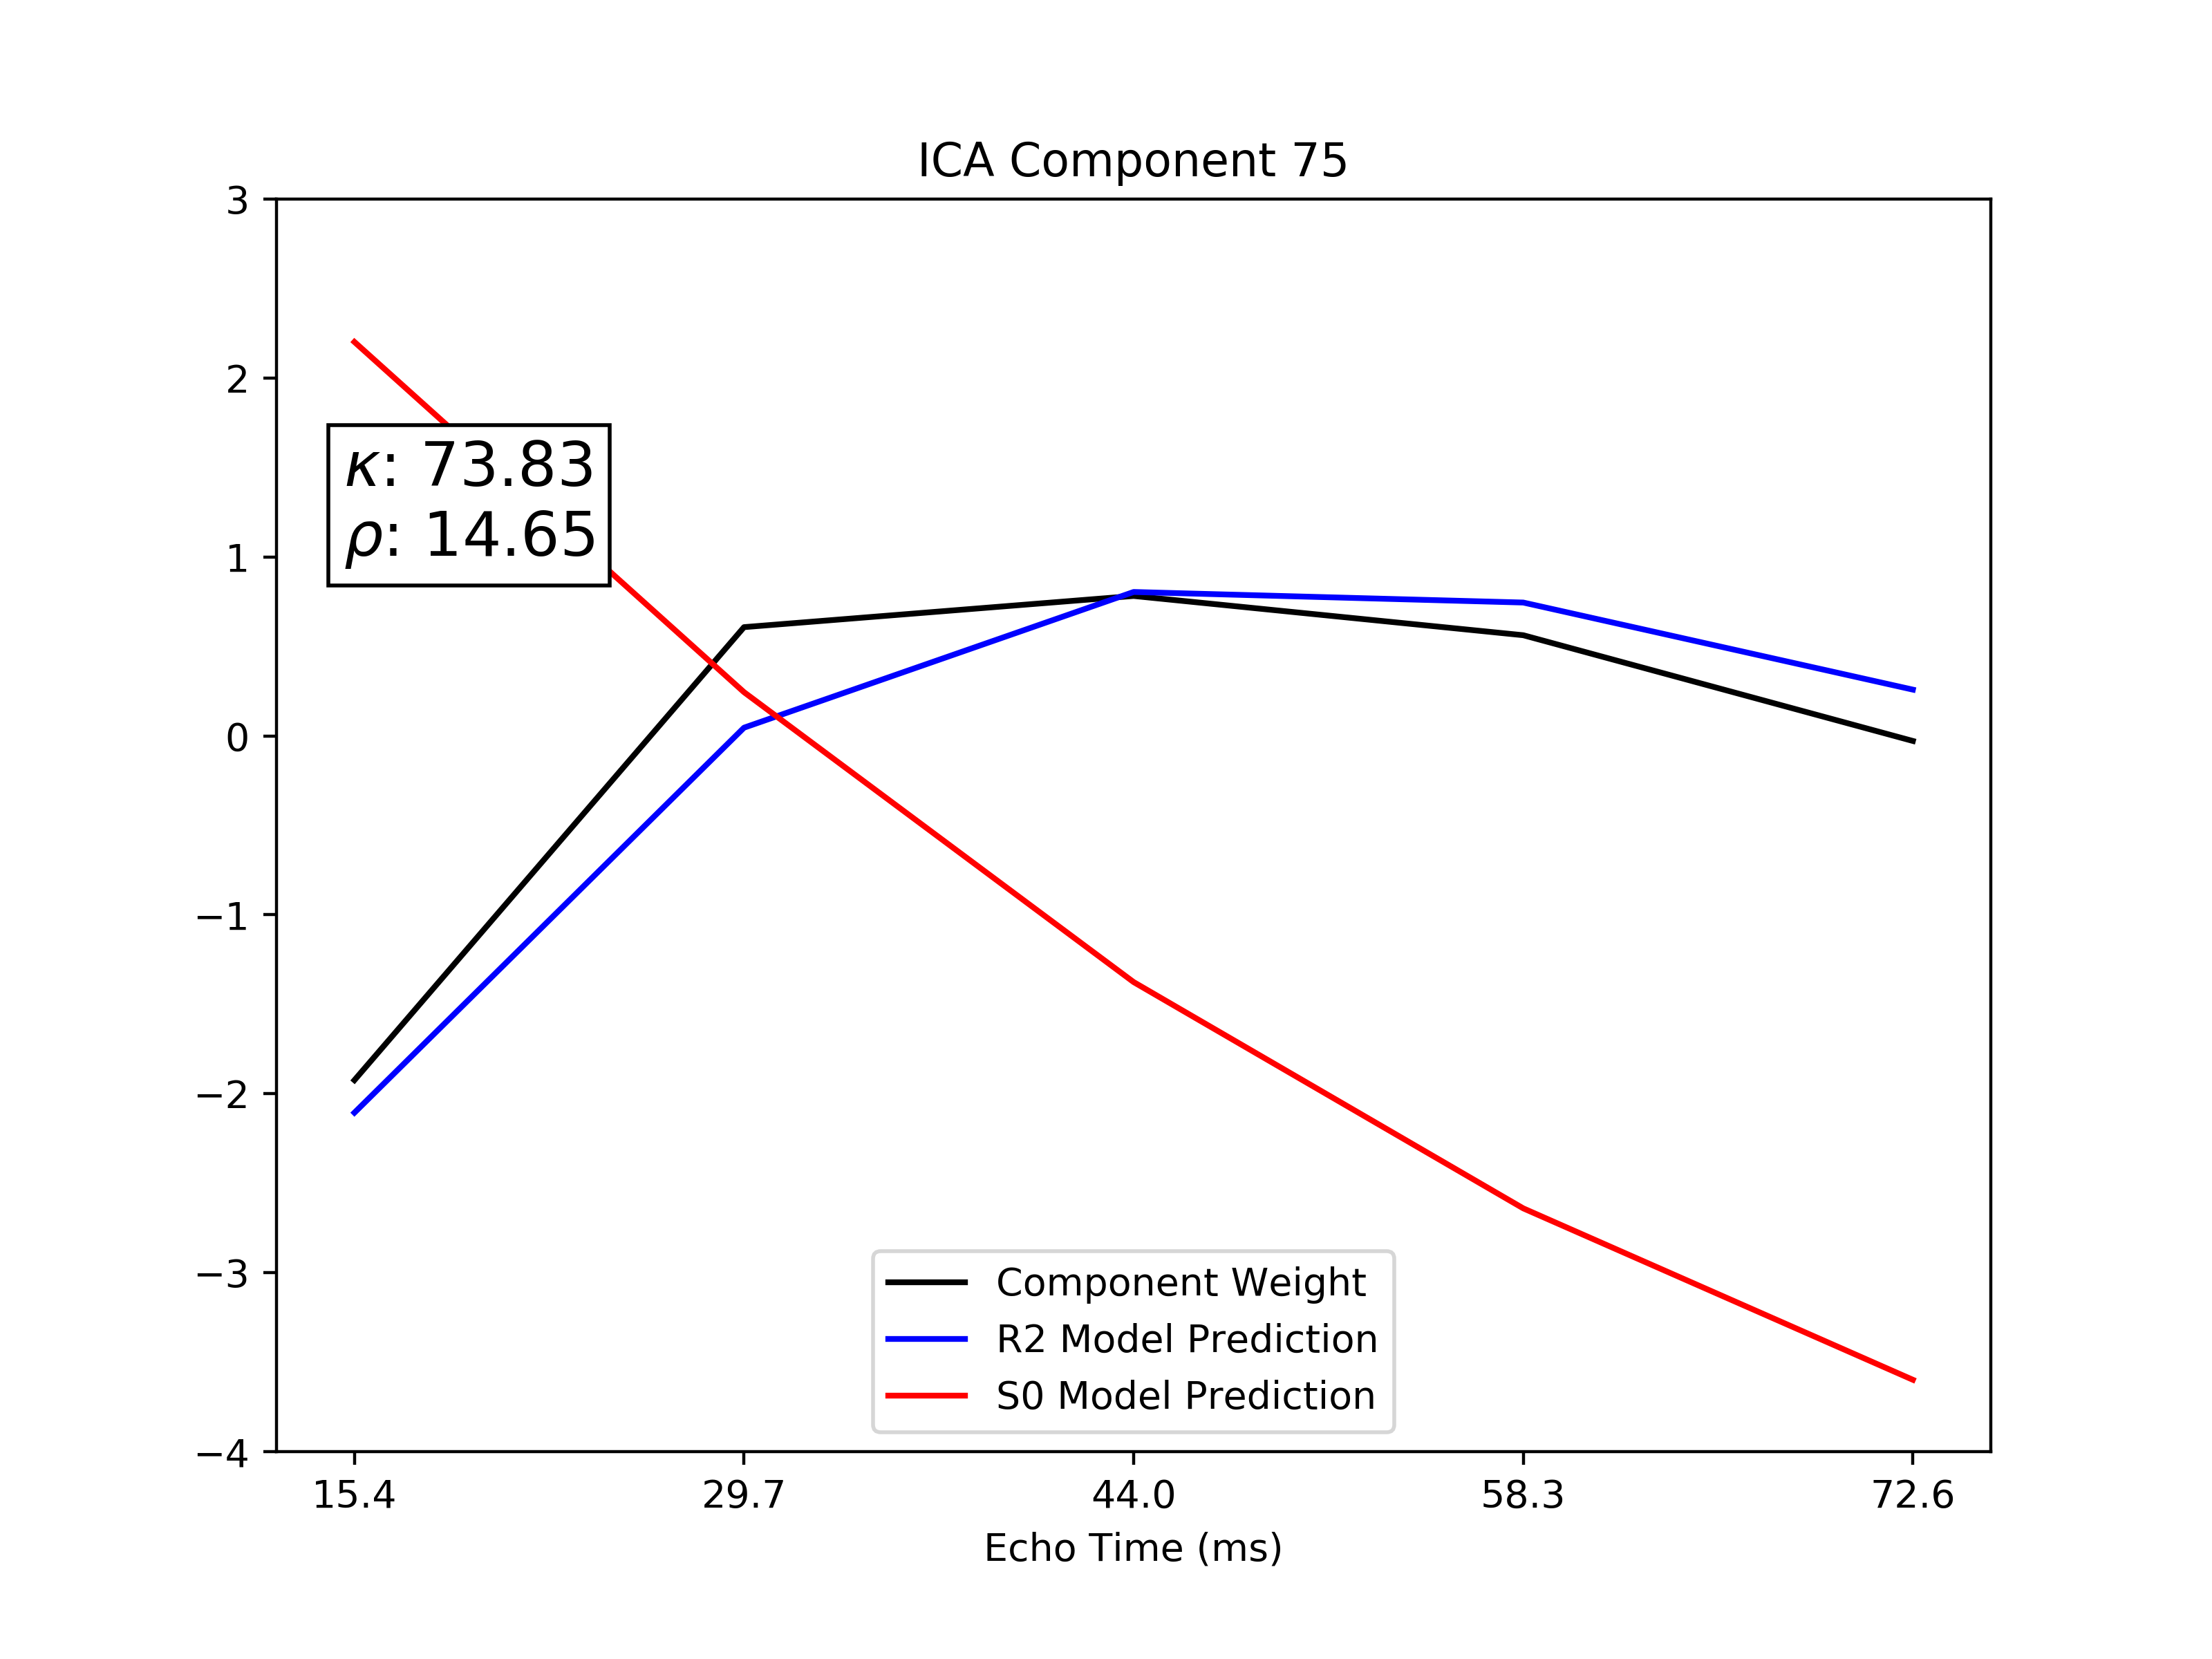 ICA Component 75
3
2
1
0
−1
−2
−3
−4
κ: 73.83
ρ: 14.65
Component Weight
R2 Model Prediction
S0 Model Prediction
15.4 29.7 44.0 58.3 72.6
Echo Time (ms)